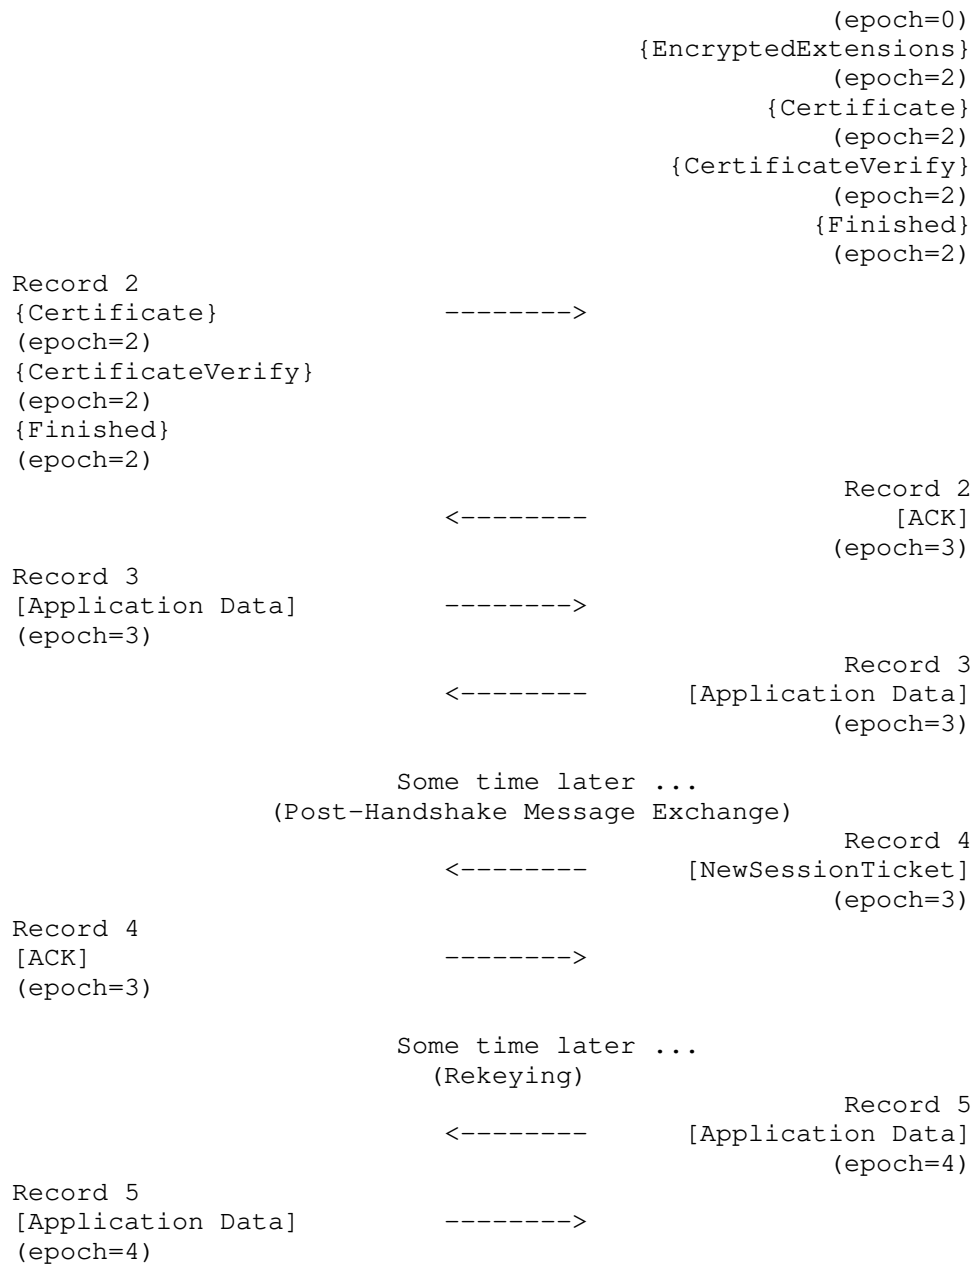 (epoch=0)
{EncryptedExtensions}
(epoch=2)
{Certificate}
(epoch=2)
{CertificateVerify}
(epoch=2)
{Finished}
(epoch=2)
Record 2
{Certificate} -------->
(epoch=2)
{CertificateVerify}
(epoch=2)
{Finished}
(epoch=2)
Record 2
<-------- [ACK]
(epoch=3)
Record 3
[Application Data] -------->
(epoch=3)
Record 3
<-------- [Application Data]
(epoch=3)
Some time later ...
(Post-Handshake Message Exchange)
Record 4
<-------- [NewSessionTicket]
(epoch=3)
Record 4
[ACK] -------->
(epoch=3)
Some time later ...
(Rekeying)
Record 5
<-------- [Application Data]
(epoch=4)
Record 5
[Application Data] -------->
(epoch=4)